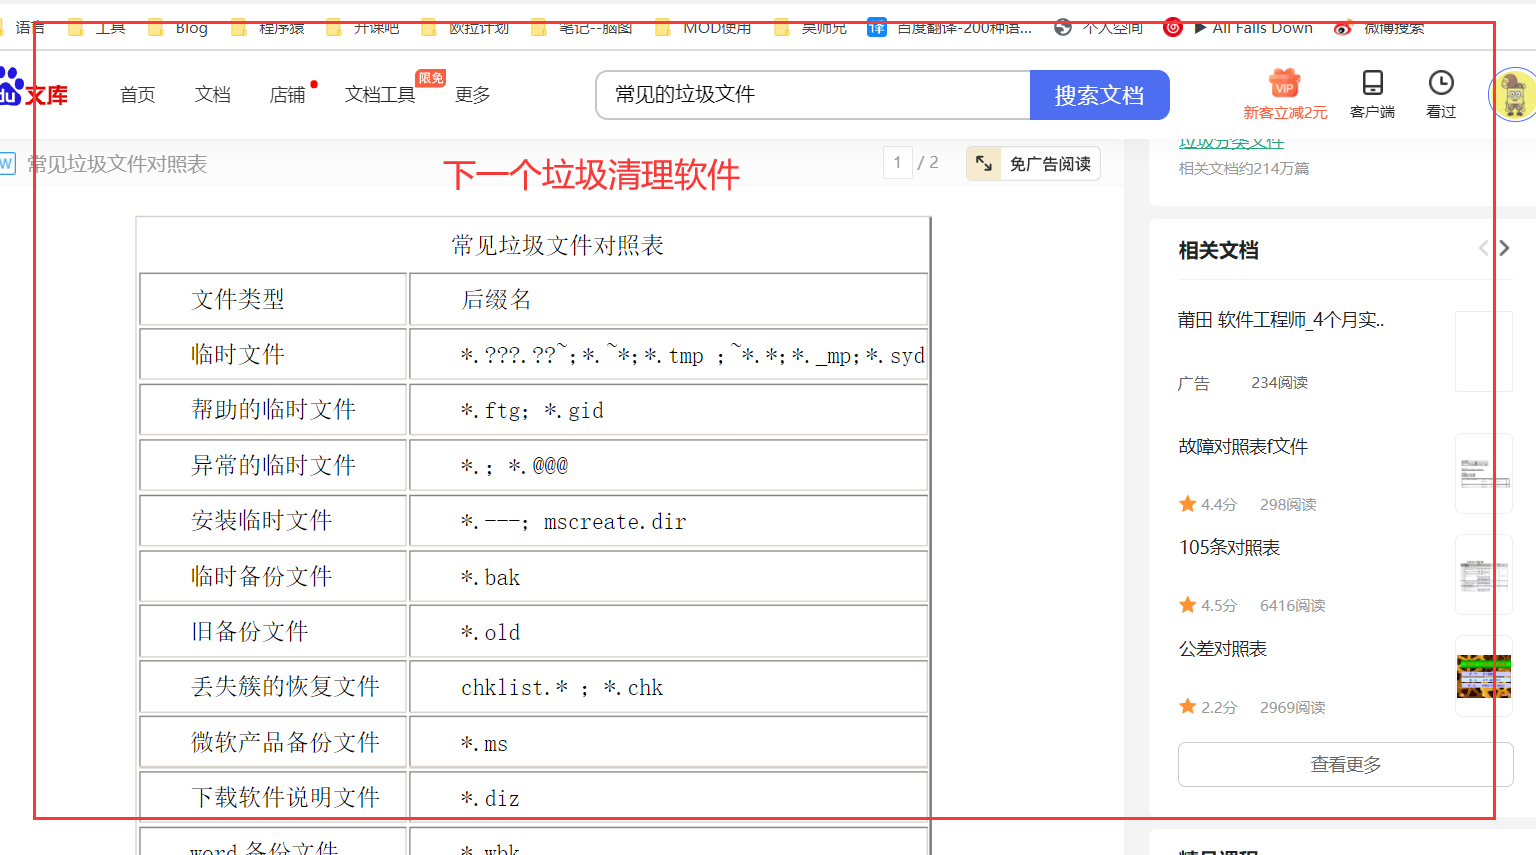 语言 工具 Blog 程序猿 开课吧 欧拉计划 笔记--脑图 MOD使用 吴师兄 译 百度翻译-200种语... 个人空间 ▶ All Falls Down 微博搜索
du文库 首页 文档 店铺 文档工具 限免 更多 常见的垃圾文件 搜索文档 VIP 新客立减2元 客户端 看过
W 常见垃圾文件对照表 下一个垃圾清理软件 1 / 2 免广告阅读
垃圾分类文件
相关文档约214万篇
常见垃圾文件对照表
文件类型 后缀名
临时文件 *.???.??~;*.~*;*.tmp ;~*.*;*._mp;*.syd
帮助的临时文件 *.ftg; *.gid
异常的临时文件 *.; *.@@@
安装临时文件 *.---; mscreate.dir
临时备份文件 *.bak
旧备份文件 *.old
丢失簇的恢复文件 chklist.* ; *.chk
微软产品备份文件 *.ms
下载软件说明文件 *.diz
word 备份文件 *.wbk
相关文档
莆田 软件工程师_4个月实..
广告 234阅读
故障对照表f文件
4.4分 298阅读
105条对照表
4.5分 6416阅读
公差对照表
2.2分 2969阅读
查看更多